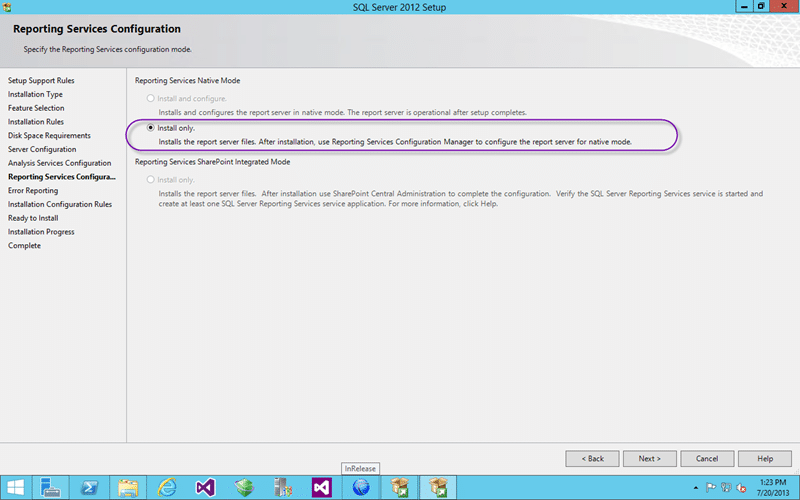 SQL Server 2012 Setup
Reporting Services Configuration
Specify the Reporting Services configuration mode.
Setup Support Rules
Installation Type
Feature Selection
Installation Rules
Disk Space Requirements
Server Configuration
Analysis Services Configuration
Reporting Services Configura...
Error Reporting
Installation Configuration Rules
Ready to Install
Installation Progress
Complete
Reporting Services Native Mode
Install and configure.
Installs and configures the report server in native mode. The report server is operational after setup completes.
Install only.
Installs the report server files. After installation, use Reporting Services Configuration Manager to configure the report server for native mode.
Reporting Services SharePoint Integrated Mode
Install only.
Installs the report server files. After installation use SharePoint Central Administration to complete the configuration. Verify the SQL Server Reporting Services service is started and
create at least one SQL Server Reporting Services service application. For more information, click Help.
< Back
Next >
Cancel
Help
InRelease
1:23 PM
7/20/2013